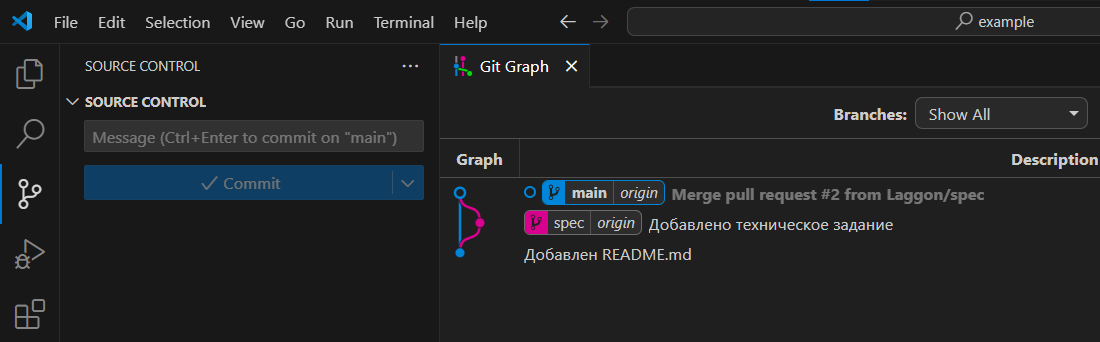 File Edit Selection View Go Run Terminal Help example
SOURCE CONTROL ···
Git Graph
SOURCE CONTROL
Message (Ctrl+Enter to commit on "main")
Branches: Show All
Commit
Graph Description
main origin Merge pull request #2 from Laggon/spec
spec origin Добавлено техническое задание
Добавлен README.md